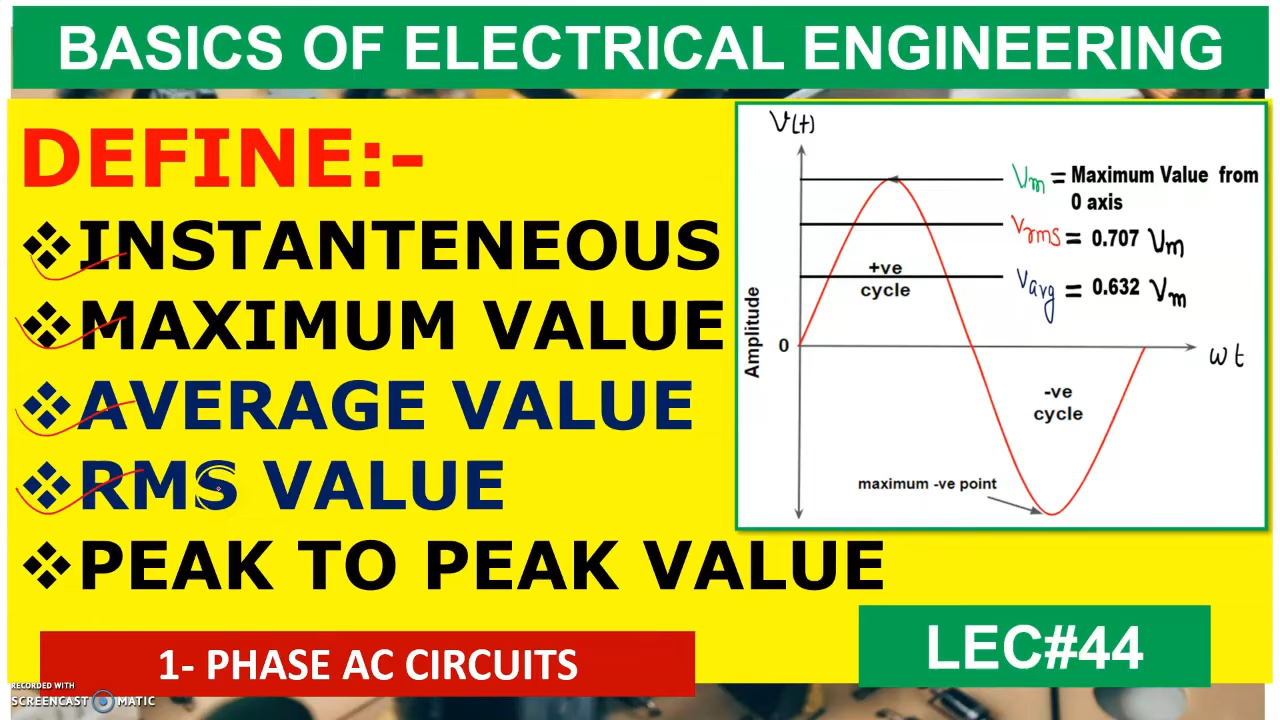 BASICS OF ELECTRICAL ENGINEERING
DEFINE:-
❖INSTANTENEOUS
❖MAXIMUM VALUE
❖AVERAGE VALUE
❖RMS VALUE
❖PEAK TO PEAK VALUE
V(t)
Vm = Maximum Value from
0 axis
Vrms = 0.707 Vm
Vavg = 0.632 Vm
+ve
cycle
Amplitude
0
ωt
-ve
cycle
maximum -ve point
1- PHASE AC CIRCUITS
LEC#44
RECORDED WITH
SCREENCAST MATIC